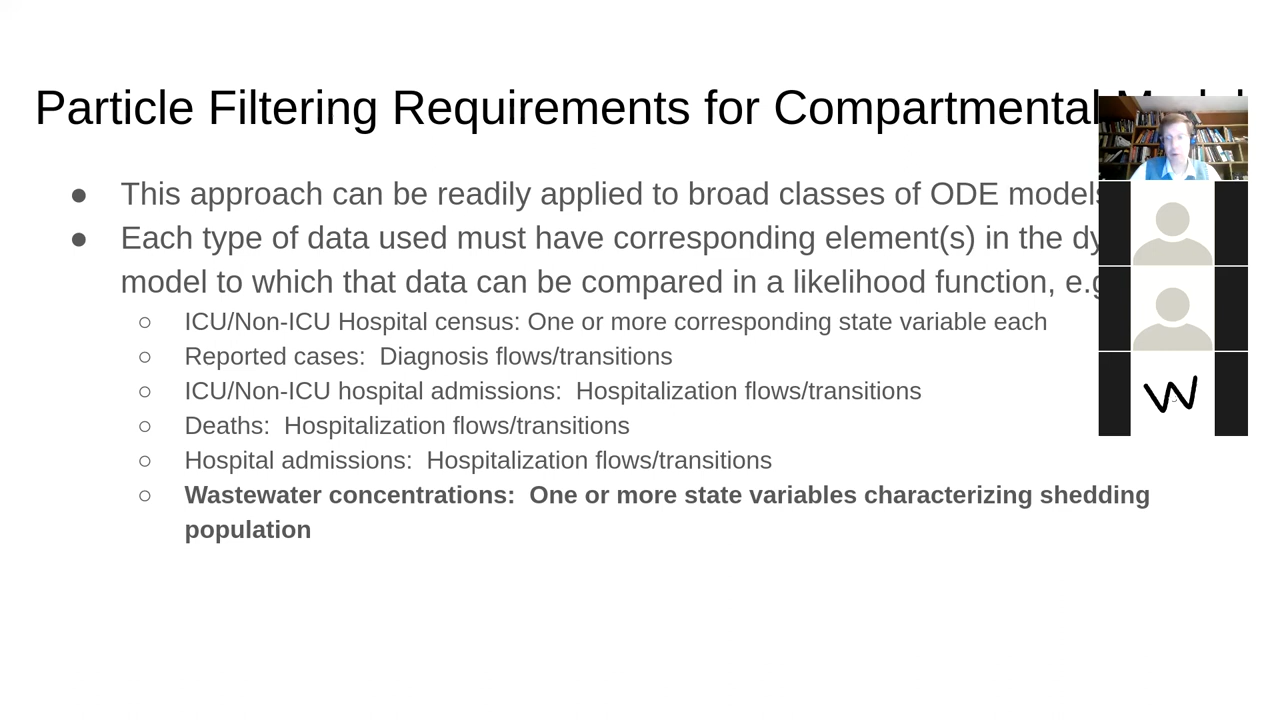 Particle Filtering Requirements for Compartmental
● This approach can be readily applied to broad classes of ODE models
● Each type of data used must have corresponding element(s) in the
model to which that data can be compared in a likelihood function, e.g
○ ICU/Non-ICU Hospital census: One or more corresponding state variable each
○ Reported cases:  Diagnosis flows/transitions
○ ICU/Non-ICU hospital admissions:  Hospitalization flows/transitions
○ Deaths:  Hospitalization flows/transitions
○ Hospital admissions:  Hospitalization flows/transitions
○ Wastewater concentrations:  One or more state variables characterizing shedding
population
W